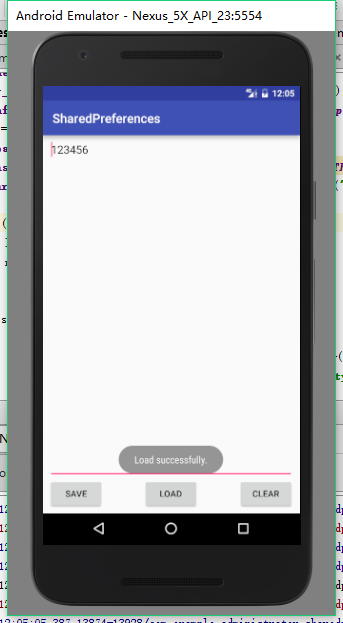 Android Emulator - Nexus_5X_API_23:5554
12:05
SharedPreferences
123456
Load successfully.
SAVE LOAD CLEAR